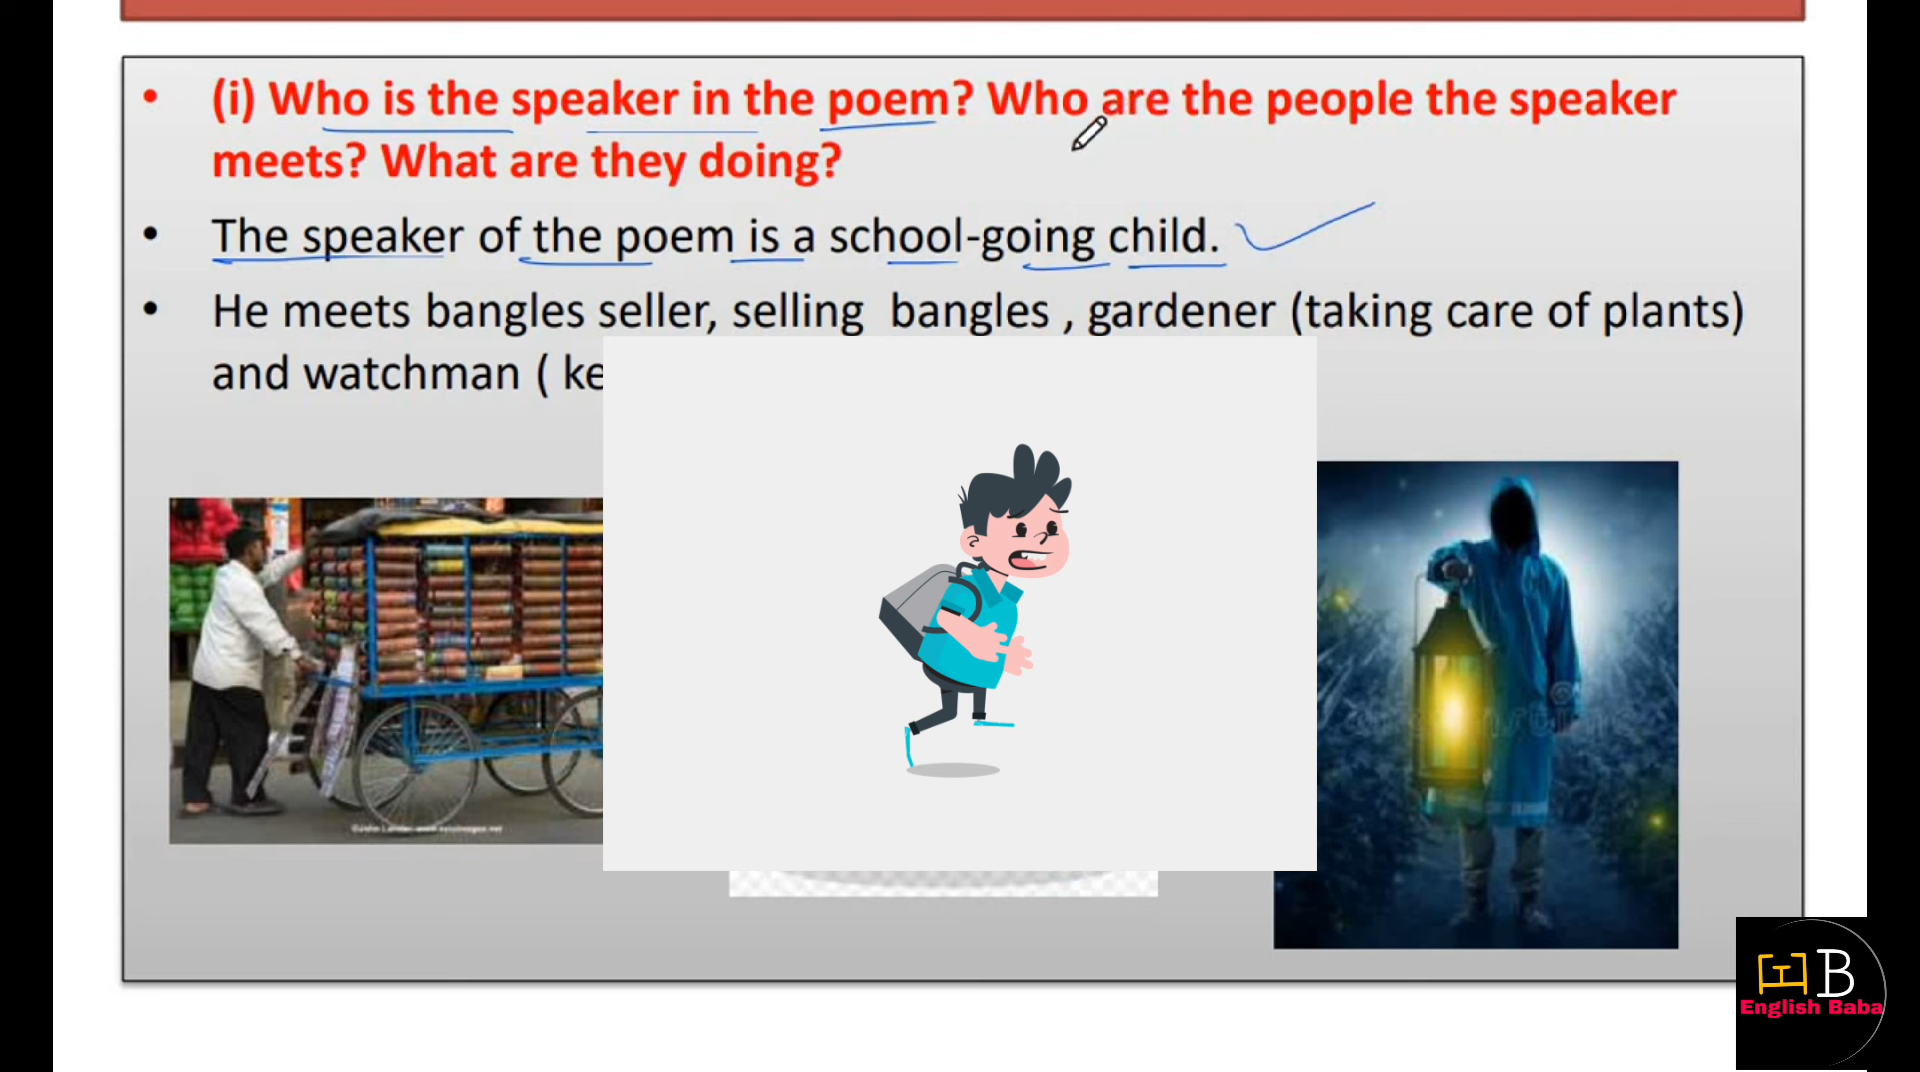 (i) Who is the speaker in the poem? Who are the people the speaker
meets? What are they doing?
The speaker of the poem is a school-going child.
He meets bangles seller, selling bangles , gardener (taking care of plants)
and watchman ( ke
B
English Baba